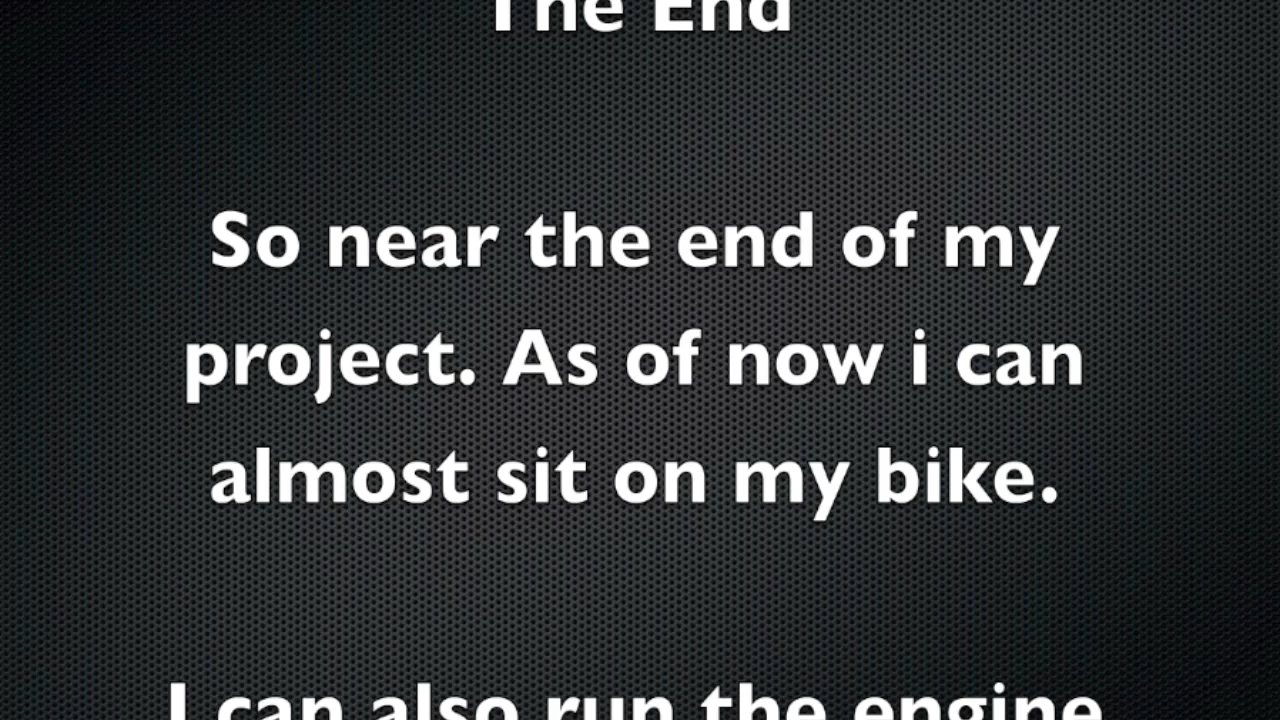 The End
So near the end of my
project. As of now i can
almost sit on my bike.
I can also run the engine